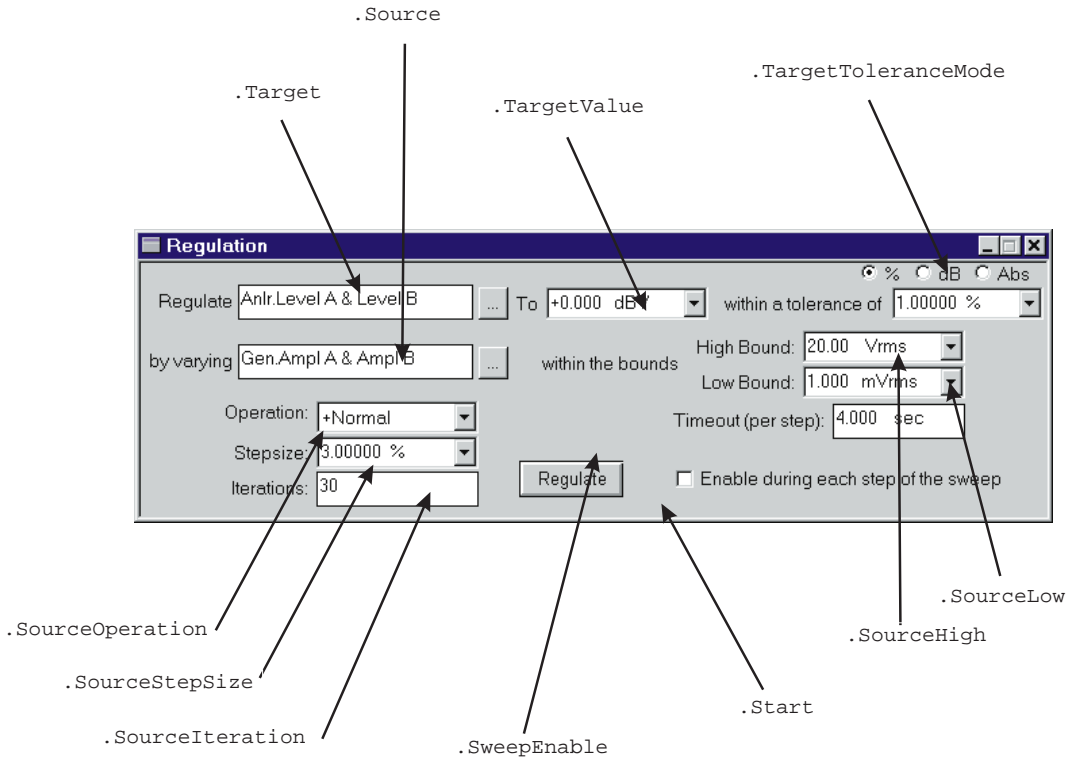 .Source
.TargetToleranceMode
.Target
.TargetValue
Regulation
% dB Abs
Regulate Anlr.Level A & Level B ... To +0.000 dBV within a tolerance of 1.00000 %
by varying Gen.Ampl A & Ampl B ... within the bounds High Bound: 20.00 Vrms
Low Bound: 1.000 mVrms
Operation: +Normal Timeout (per step): 4.000 sec
Stepsize: 3.00000 %
Iterations: 30 Regulate Enable during each step of the sweep
.SourceLow
.SourceOperation
.SourceHigh
.SourceStepSize
.Start
.SourceIteration
.SweepEnable